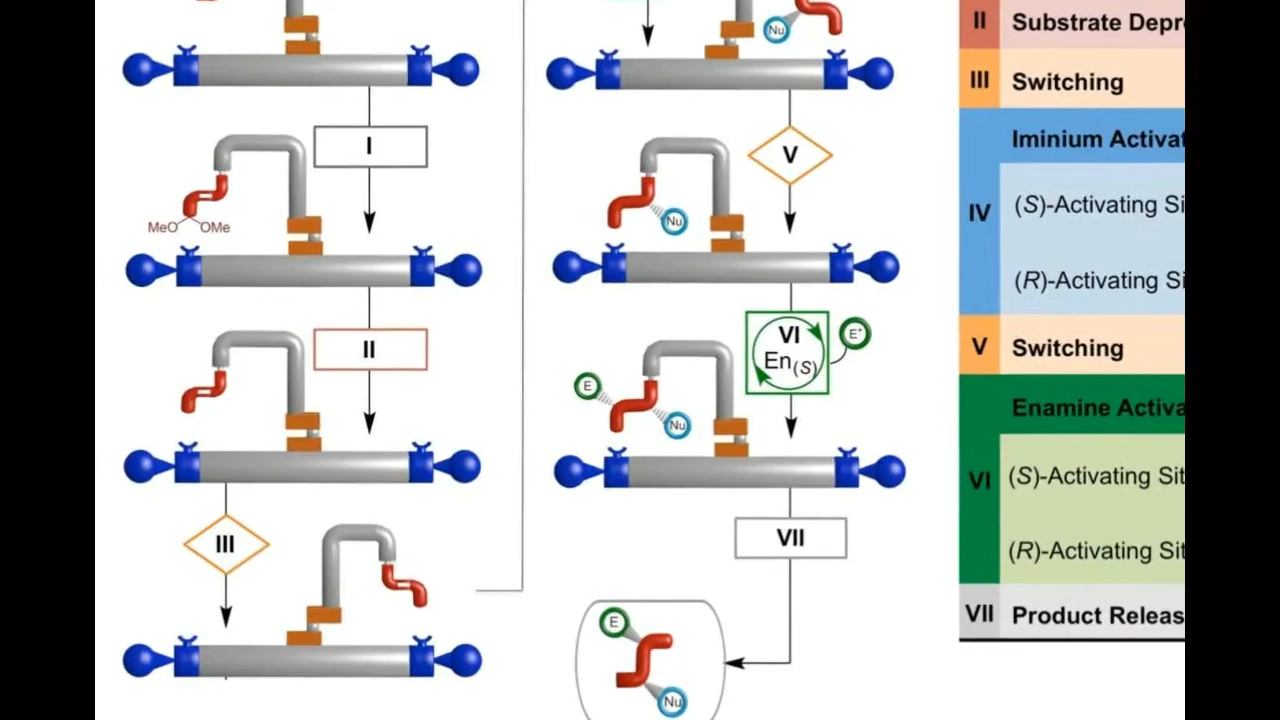 I
MeO
OMe
II
III
Nu
V
Nu
VI
En(S)
E+
E
Nu
VII
E
Nu
II Substrate Depr
III Switching
Iminium Activat
IV
(S)-Activating Si
(R)-Activating Si
V Switching
Enamine Activa
VI
(S)-Activating Sit
(R)-Activating Sit
VII Product Releas